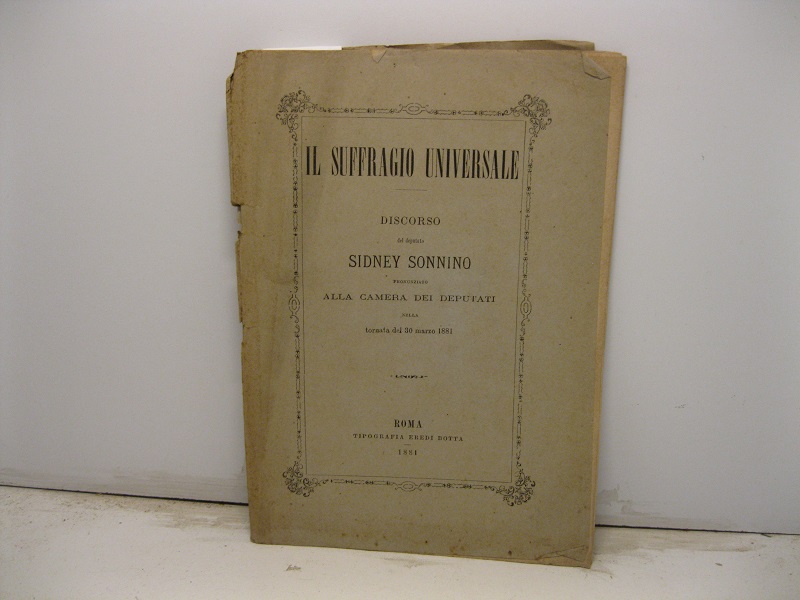 IL SUFFRAGIO UNIVERSALE
DISCORSO
del deputato
SIDNEY SONNINO
PRONUNZIATO
ALLA CAMERA DEI DEPUTATI
NELLA
tornata del 30 marzo 1881
ROMA
TIPOGRAFIA EREDI BOTTA
1881